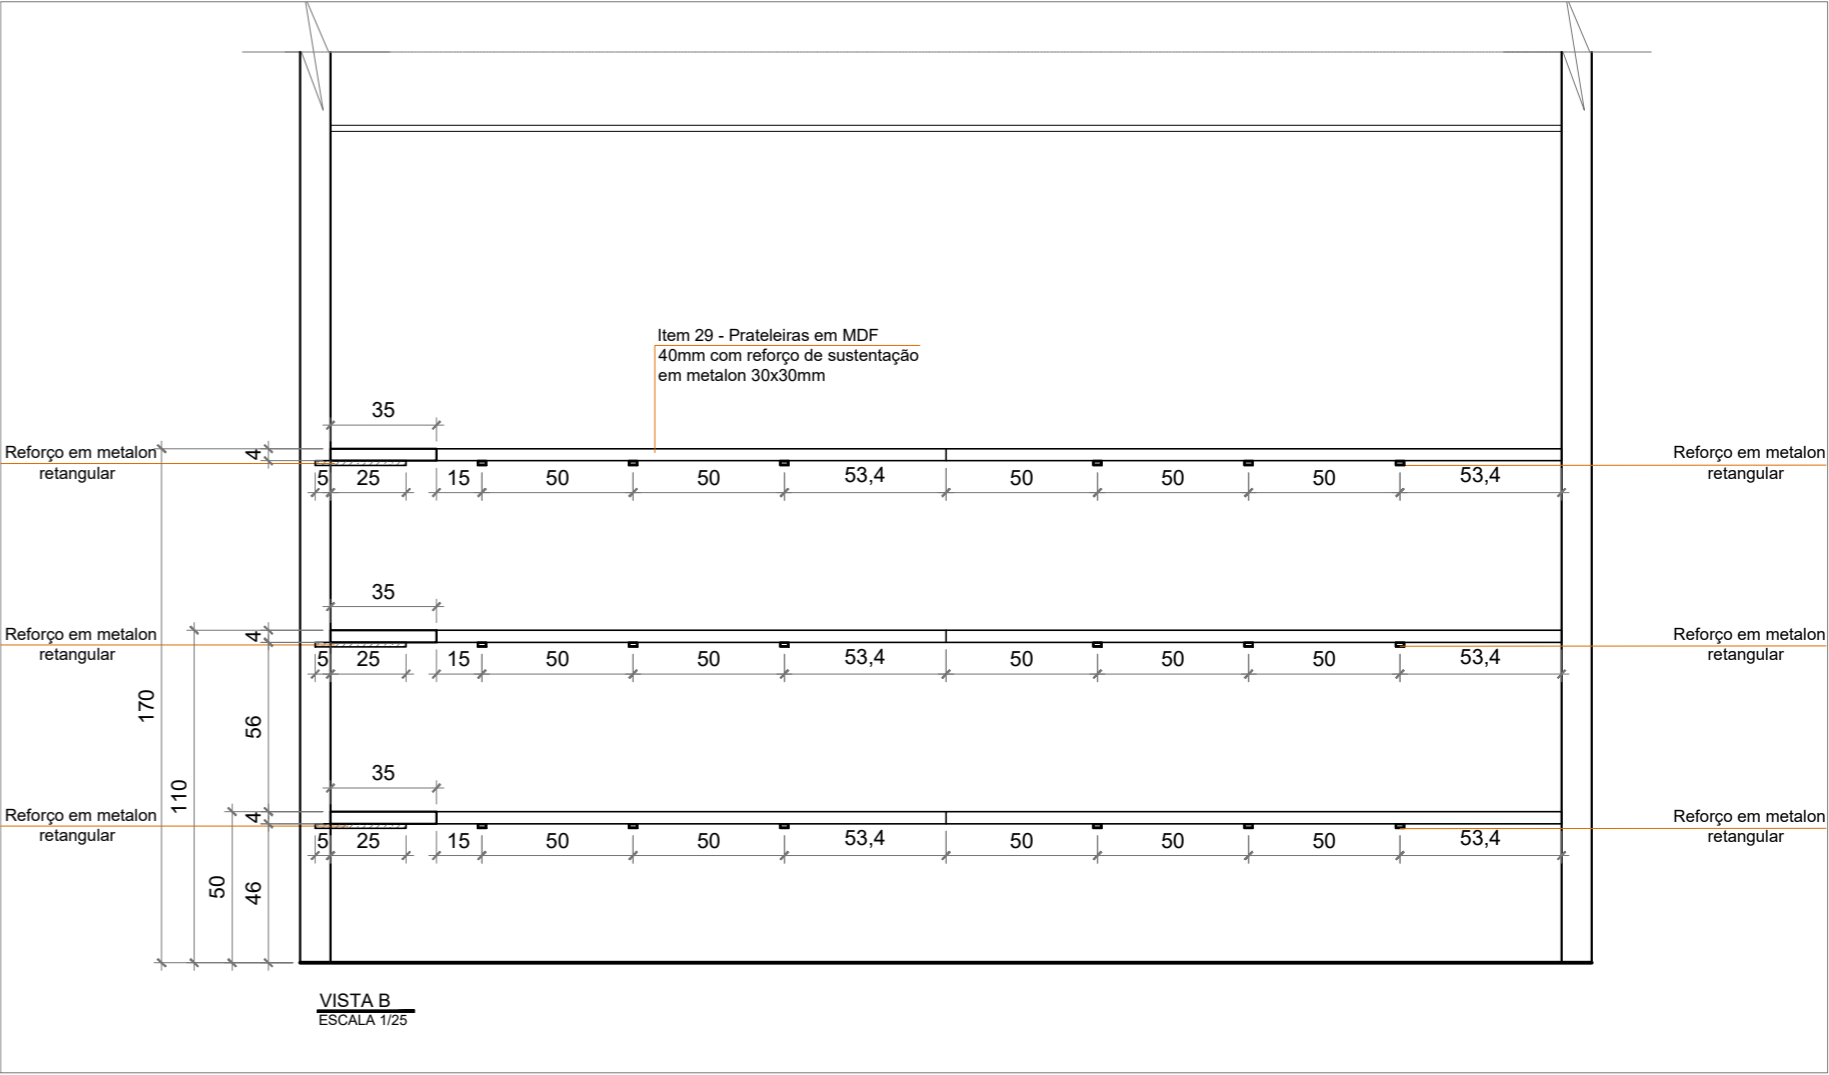 Item 29 - Prateleiras em MDF
40mm com reforço de sustentação
em metalon 30x30mm
35
Reforço em metalon
retangular
4
5 25 15 50 50 53,4 50 50 50 53,4
Reforço em metalon
retangular
35
Reforço em metalon
retangular
4
5 25 15 50 50 53,4 50 50 50 53,4
Reforço em metalon
retangular
170
56
110
35
Reforço em metalon
retangular
4
5 25 15 50 50 53,4 50 50 50 53,4
Reforço em metalon
retangular
50
46
VISTA B
ESCALA 1/25